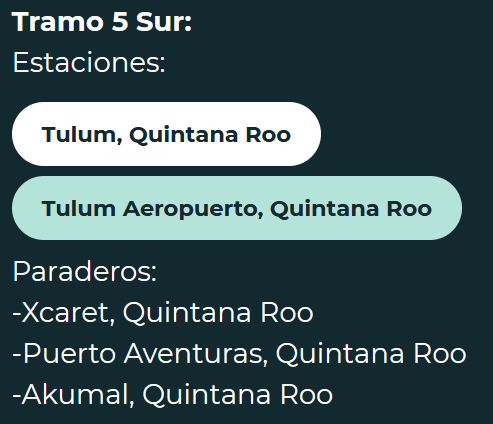 Tramo 5 Sur:
Estaciones:
Tulum, Quintana Roo
Tulum Aeropuerto, Quintana Roo
Paraderos:
-Xcaret, Quintana Roo
-Puerto Aventuras, Quintana Roo
-Akumal, Quintana Roo